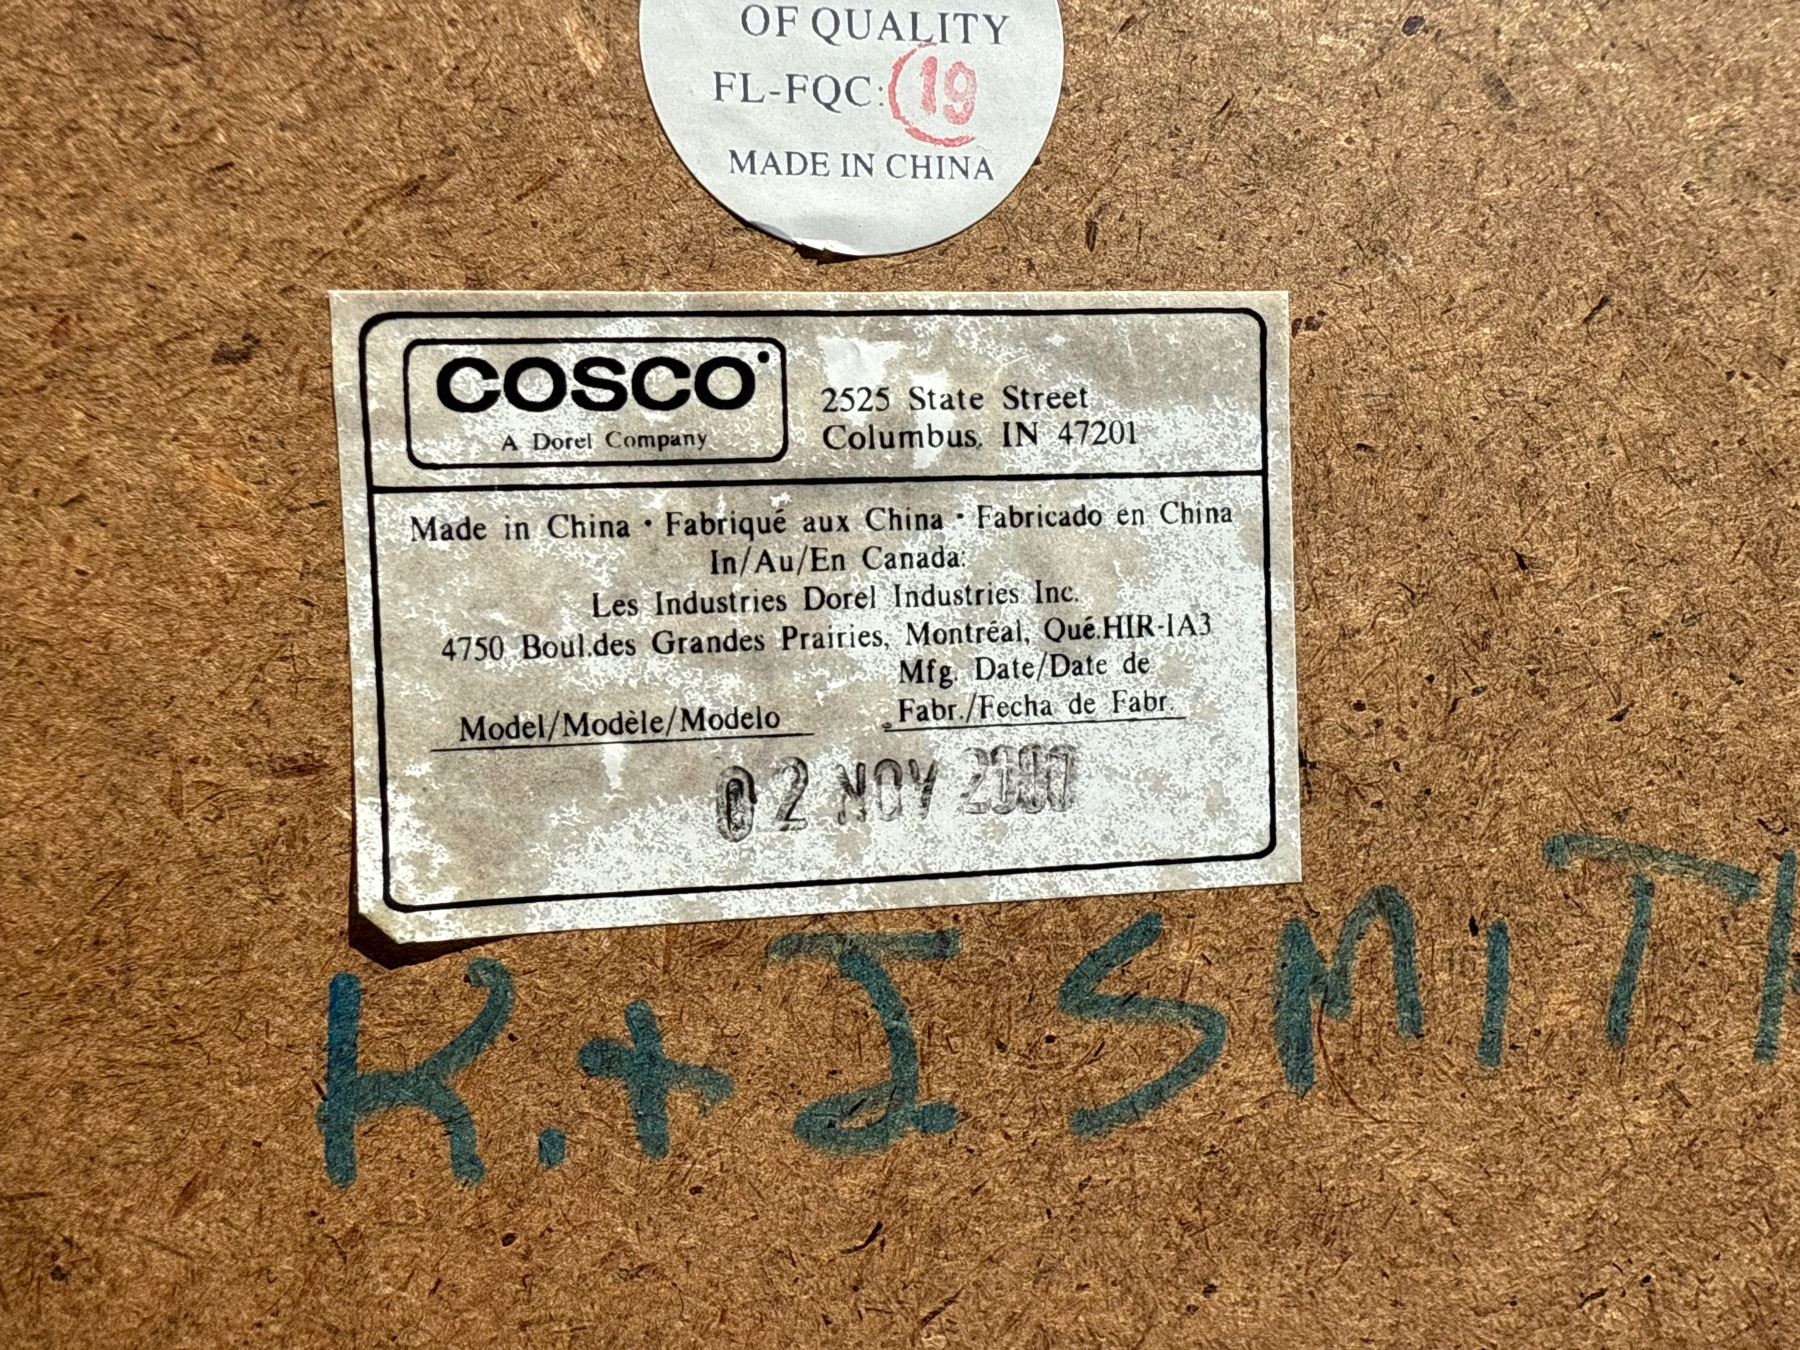 OF QUALITY
FL-FQC: 19
MADE IN CHINA
COSCO
A Dorel Company
2525 State Street
Columbus, IN 47201
Made in China · Fabriqué aux China · Fabricado en China
In/Au/En Canada:
Les Industries Dorel Industries Inc.
4750 Boul.des Grandes Prairies, Montréal, Qué.HIR-IA3
Mfg. Date/Date de
Fabr./Fecha de Fabr.
Model/Modèle/Modelo
02 NOV
K.+J SMITH